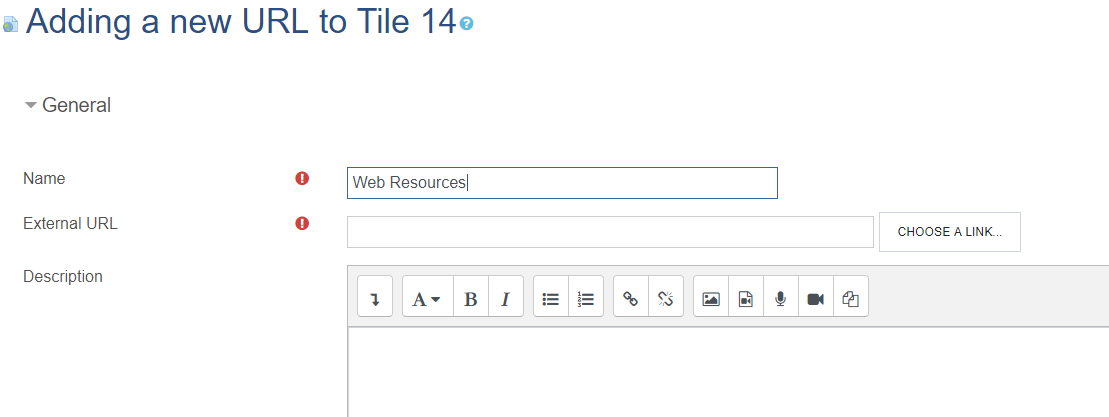 Adding a new URL to Tile 14
General
Name
Web Resources
External URL
CHOOSE A LINK...
Description
A B I